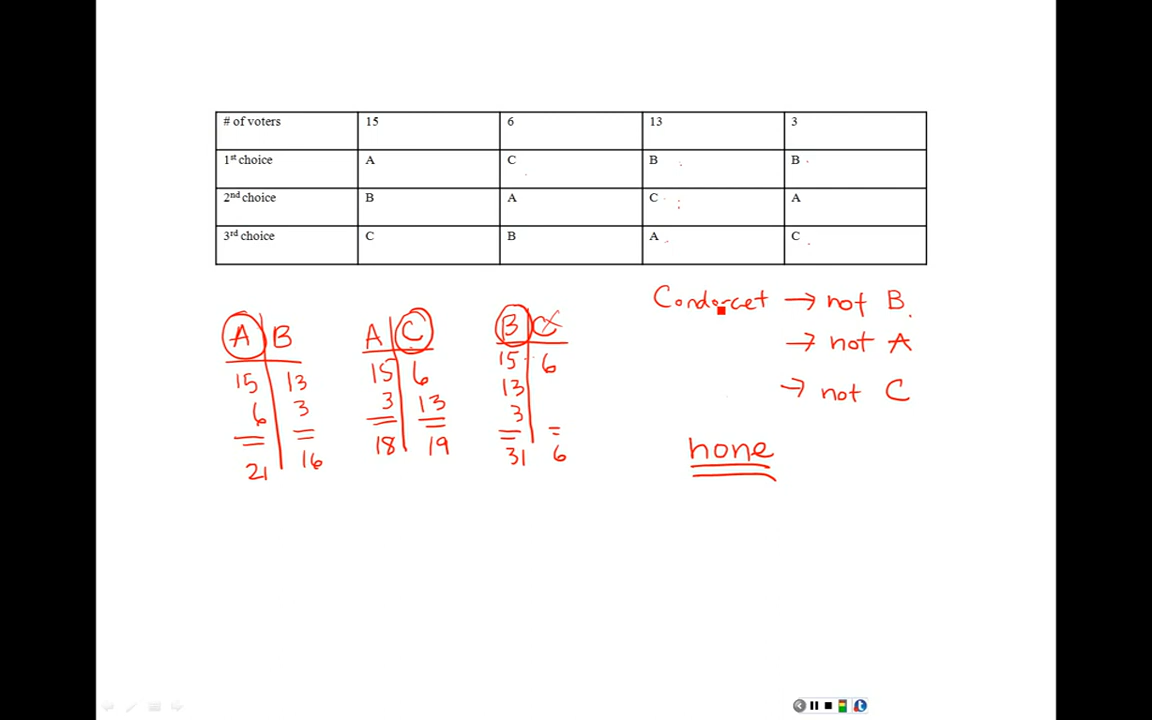 # of voters 15 6 13 3
1st choice A C B B
2nd choice B A C A
3rd choice C B A C
Condorcet → not B.
→ not A
→ not C
none
A B
15 13
6 3
21 16
A C
15 6
3 13
18 19
B C
15 6
13
3
31 6